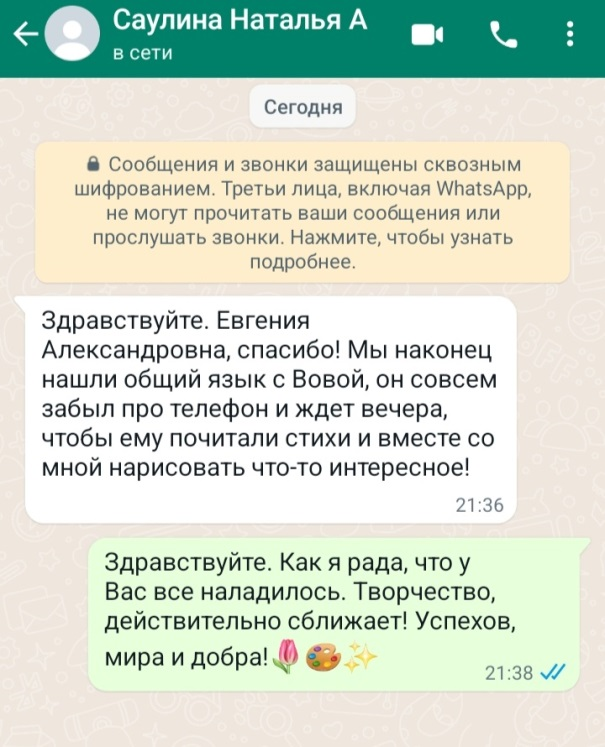 Саулина Наталья А
в сети
Сегодня
Сообщения и звонки защищены сквозным
шифрованием. Третьи лица, включая WhatsApp,
не могут прочитать ваши сообщения или
прослушать звонки. Нажмите, чтобы узнать
подробнее.
Здравствуйте. Евгения
Александровна, спасибо! Мы наконец
нашли общий язык с Вовой, он совсем
забыл про телефон и ждет вечера,
чтобы ему почитали стихи и вместе со
мной нарисовать что-то интересное!
21:36
Здравствуйте. Как я рада, что у
Вас все наладилось. Творчество,
действительно сближает! Успехов,
мира и добра!🌷🎨✨
21:38